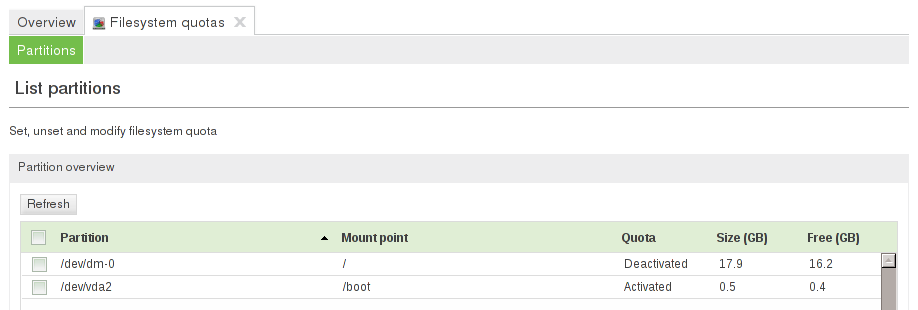 Overview Filesystem quotas
Partitions
List partitions
Set, unset and modify filesystem quota
Partition overview
Refresh
Partition Mount point Quota Size (GB) Free (GB)
/dev/dm-0 / Deactivated 17.9 16.2
/dev/vda2 /boot Activated 0.5 0.4